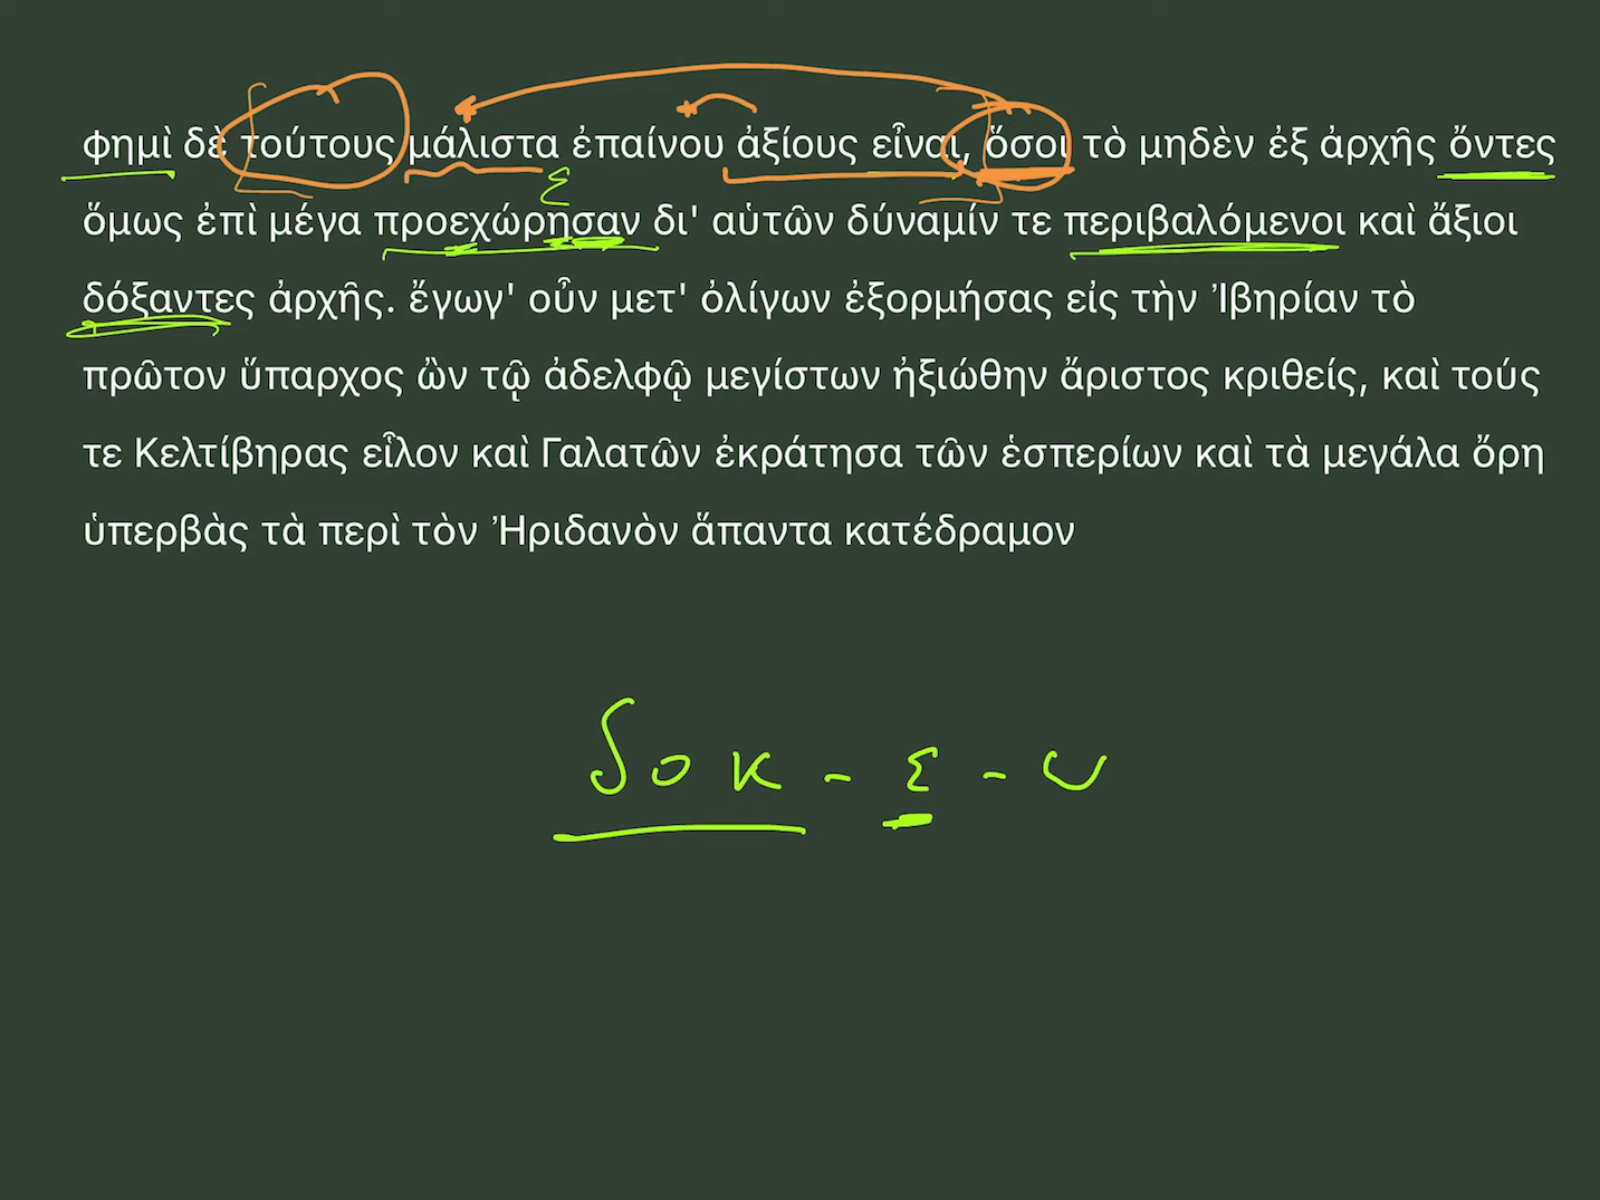 φημὶ δὲ τούτους μάλιστα ἐπαίνου ἀξίους εἶναι, ὅσοι τὸ μηδὲν ἐξ ἀρχῆς ὄντες
ε
ὅμως ἐπὶ μέγα προεχώρησαν δι' αὑτῶν δύναμίν τε περιβαλόμενοι καὶ ἄξιοι
δόξαντες ἀρχῆς. ἔγωγ' οὖν μετ' ὀλίγων ἐξορμήσας εἰς τὴν Ἰβηρίαν τὸ
πρῶτον ὕπαρχος ὢν τῷ ἀδελφῷ μεγίστων ἠξιώθην ἄριστος κριθείς, καὶ τούς
τε Κελτίβηρας εἷλον καὶ Γαλατῶν ἐκράτησα τῶν ἑσπερίων καὶ τὰ μεγάλα ὄρη
ὑπερβὰς τὰ περὶ τὸν Ἠριδανὸν ἅπαντα κατέδραμον
δοκ - ε - ω